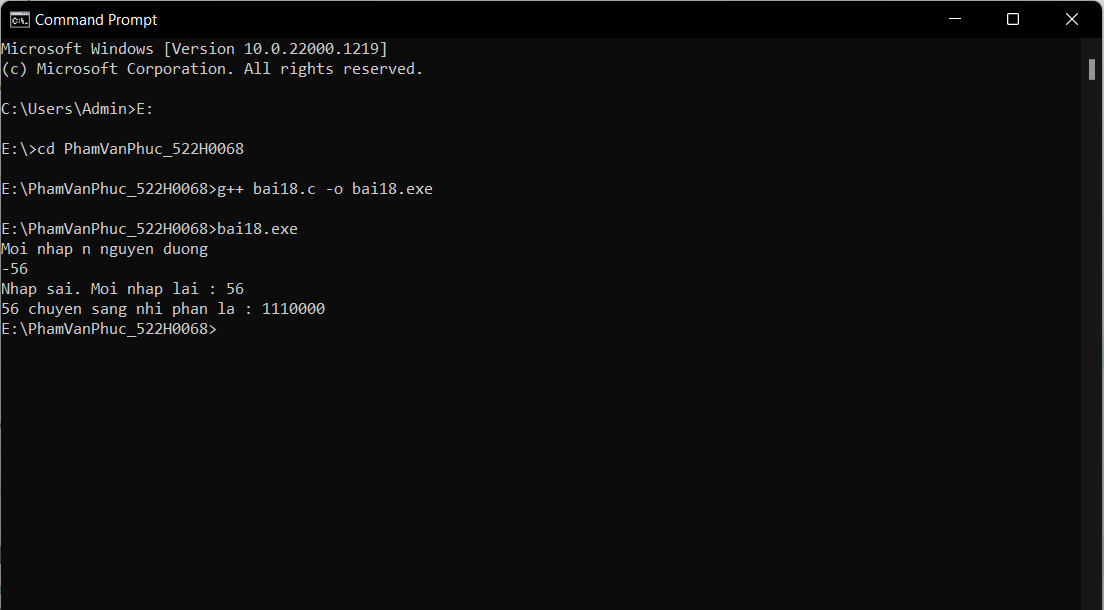 Command Prompt
Microsoft Windows [Version 10.0.22000.1219]
(c) Microsoft Corporation. All rights reserved.
C:\Users\Admin>E:
E:\>cd PhamVanPhuc_522H0068
E:\PhamVanPhuc_522H0068>g++ bai18.c -o bai18.exe
E:\PhamVanPhuc_522H0068>bai18.exe
Moi nhap n nguyen duong
-56
Nhap sai. Moi nhap lai : 56
56 chuyen sang nhi phan la : 1110000
E:\PhamVanPhuc_522H0068>